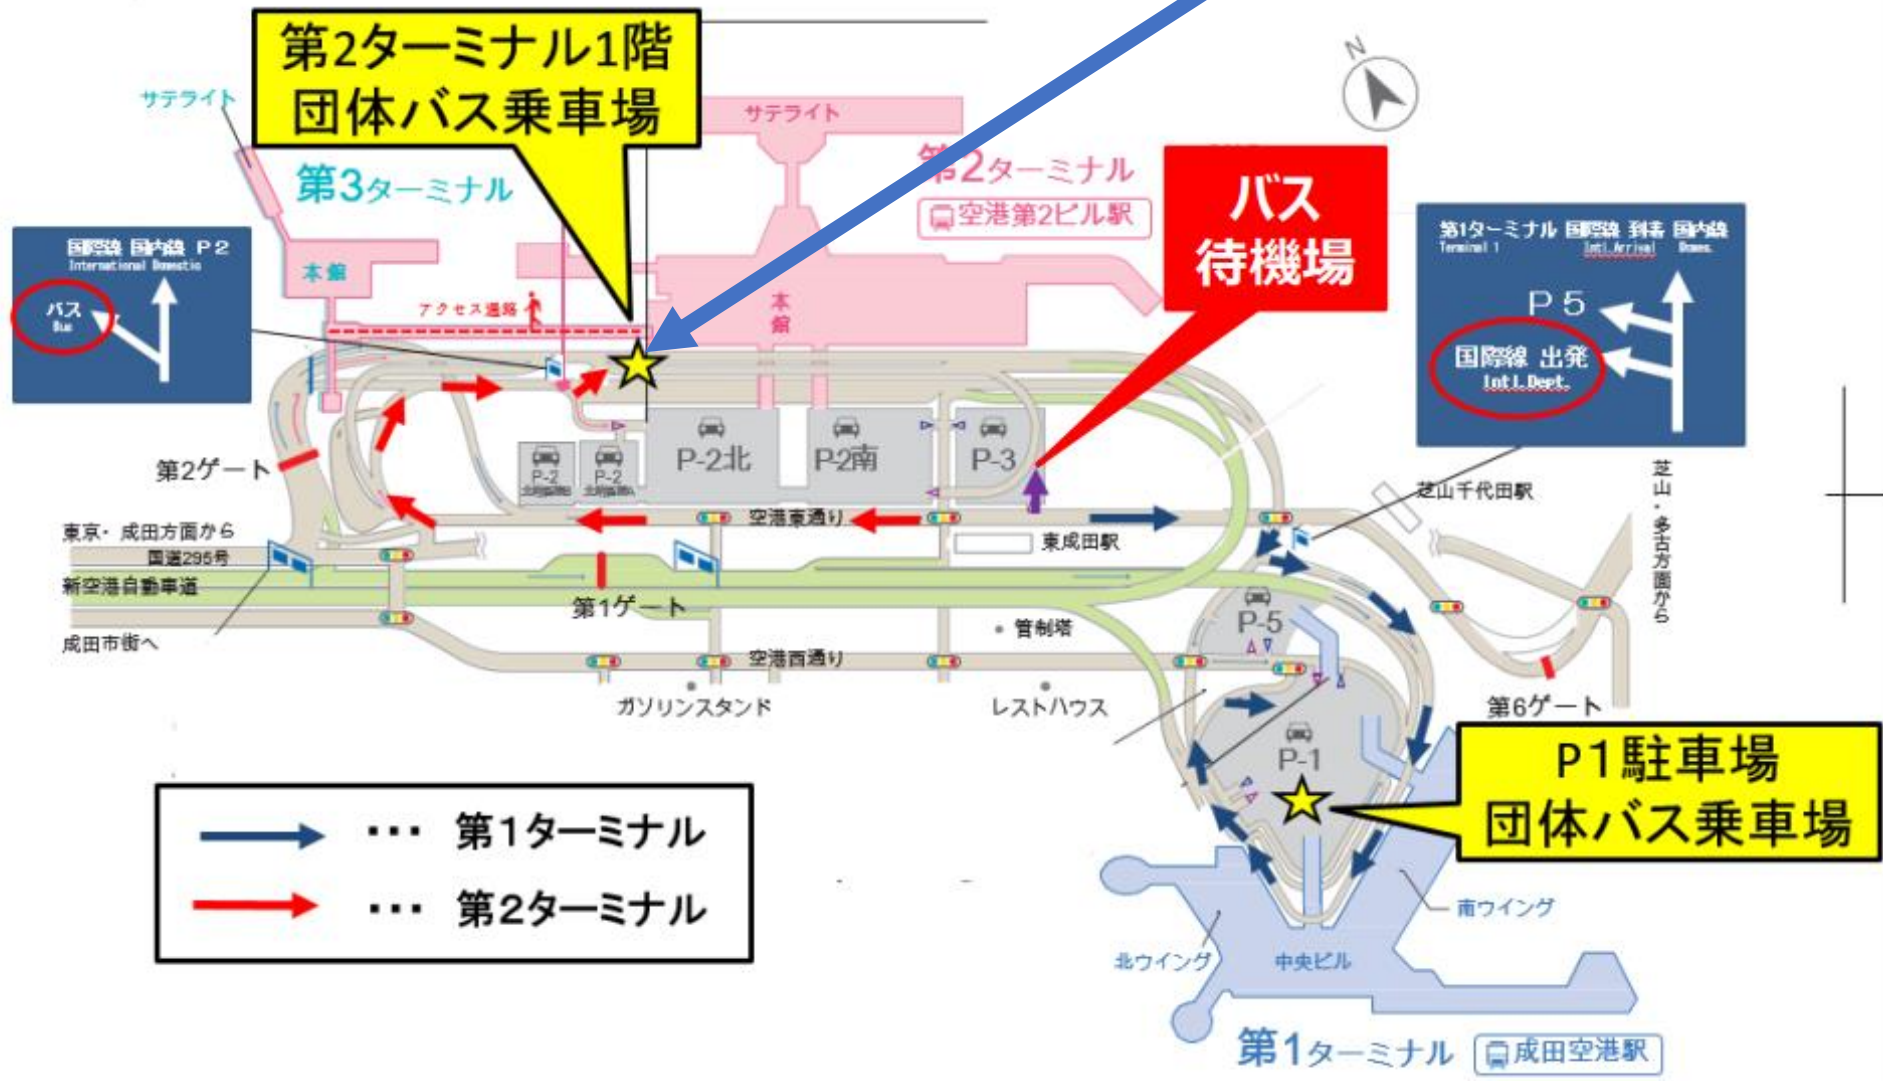 第2ターミナル1階
団体バス乗車場
サテライト
サテライト
第3ターミナル
第2ターミナル
空港第2ビル駅
N
バス
待機場
国際線 国内線 P2
International Domestic
バス
Bus
第1ターミナル 国際線 到着 国内線
Terminal 1 Intl.Arrival Domes.
P5
国際線 出発
Intl.Dept.
本館
アクセス通路
本館
P-2北
P-2南
P-3
P-2
P-2
第2ゲート
芝山千代田駅
芝山・多古方面から
東京・成田方面から
空港東通り
国道295号
東成田駅
新空港自動車道
第1ゲート
成田市街へ
管制塔
P-5
空港西通り
ガソリンスタンド
レストハウス
第6ゲート
P-1
P1駐車場
団体バス乗車場
・・・ 第1ターミナル
・・・ 第2ターミナル
南ウイング
北ウイング
中央ビル
第1ターミナル
成田空港駅